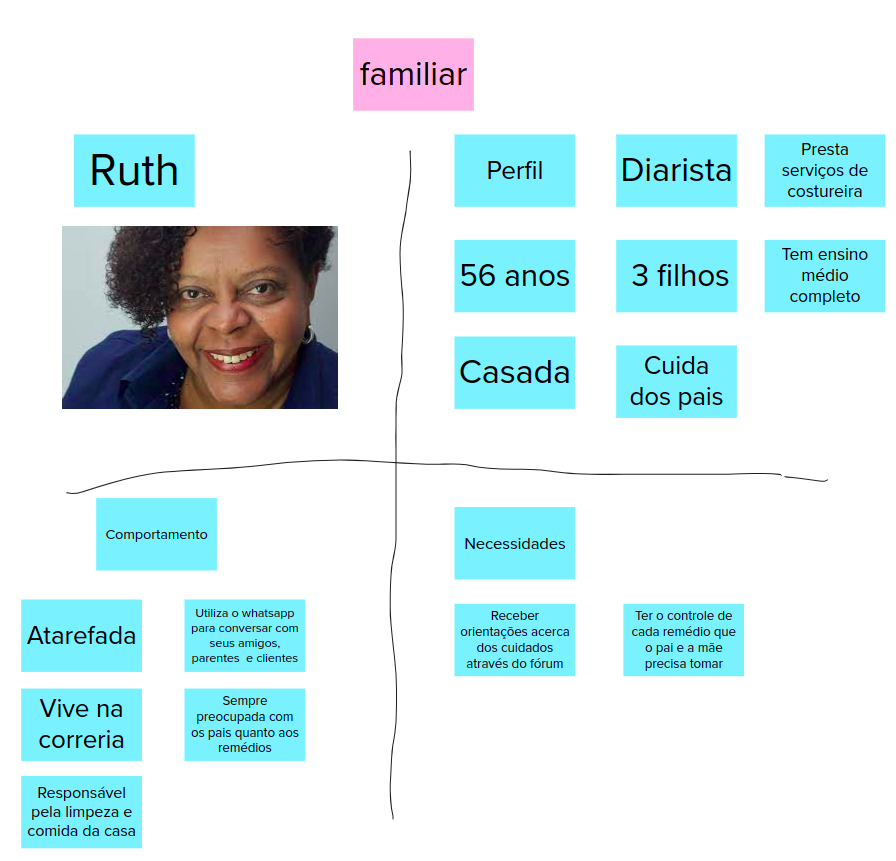 familiar
Ruth
Perfil
Diarista
Presta
serviços de
costureira
56 anos
3 filhos
Tem ensino
médio
completo
Casada
Cuida
dos pais
Comportamento
Atarefada
Utiliza o whatsapp
para conversar com
seus amigos,
parentes e clientes
Vive na
correria
Sempre
preocupada com
os pais quanto aos
remédios
Responsável
pela limpeza e
comida da casa
Necessidades
Receber
orientações acerca
dos cuidados
através do fórum
Ter o controle de
cada remédio que
o pai e a mãe
precisa tomar